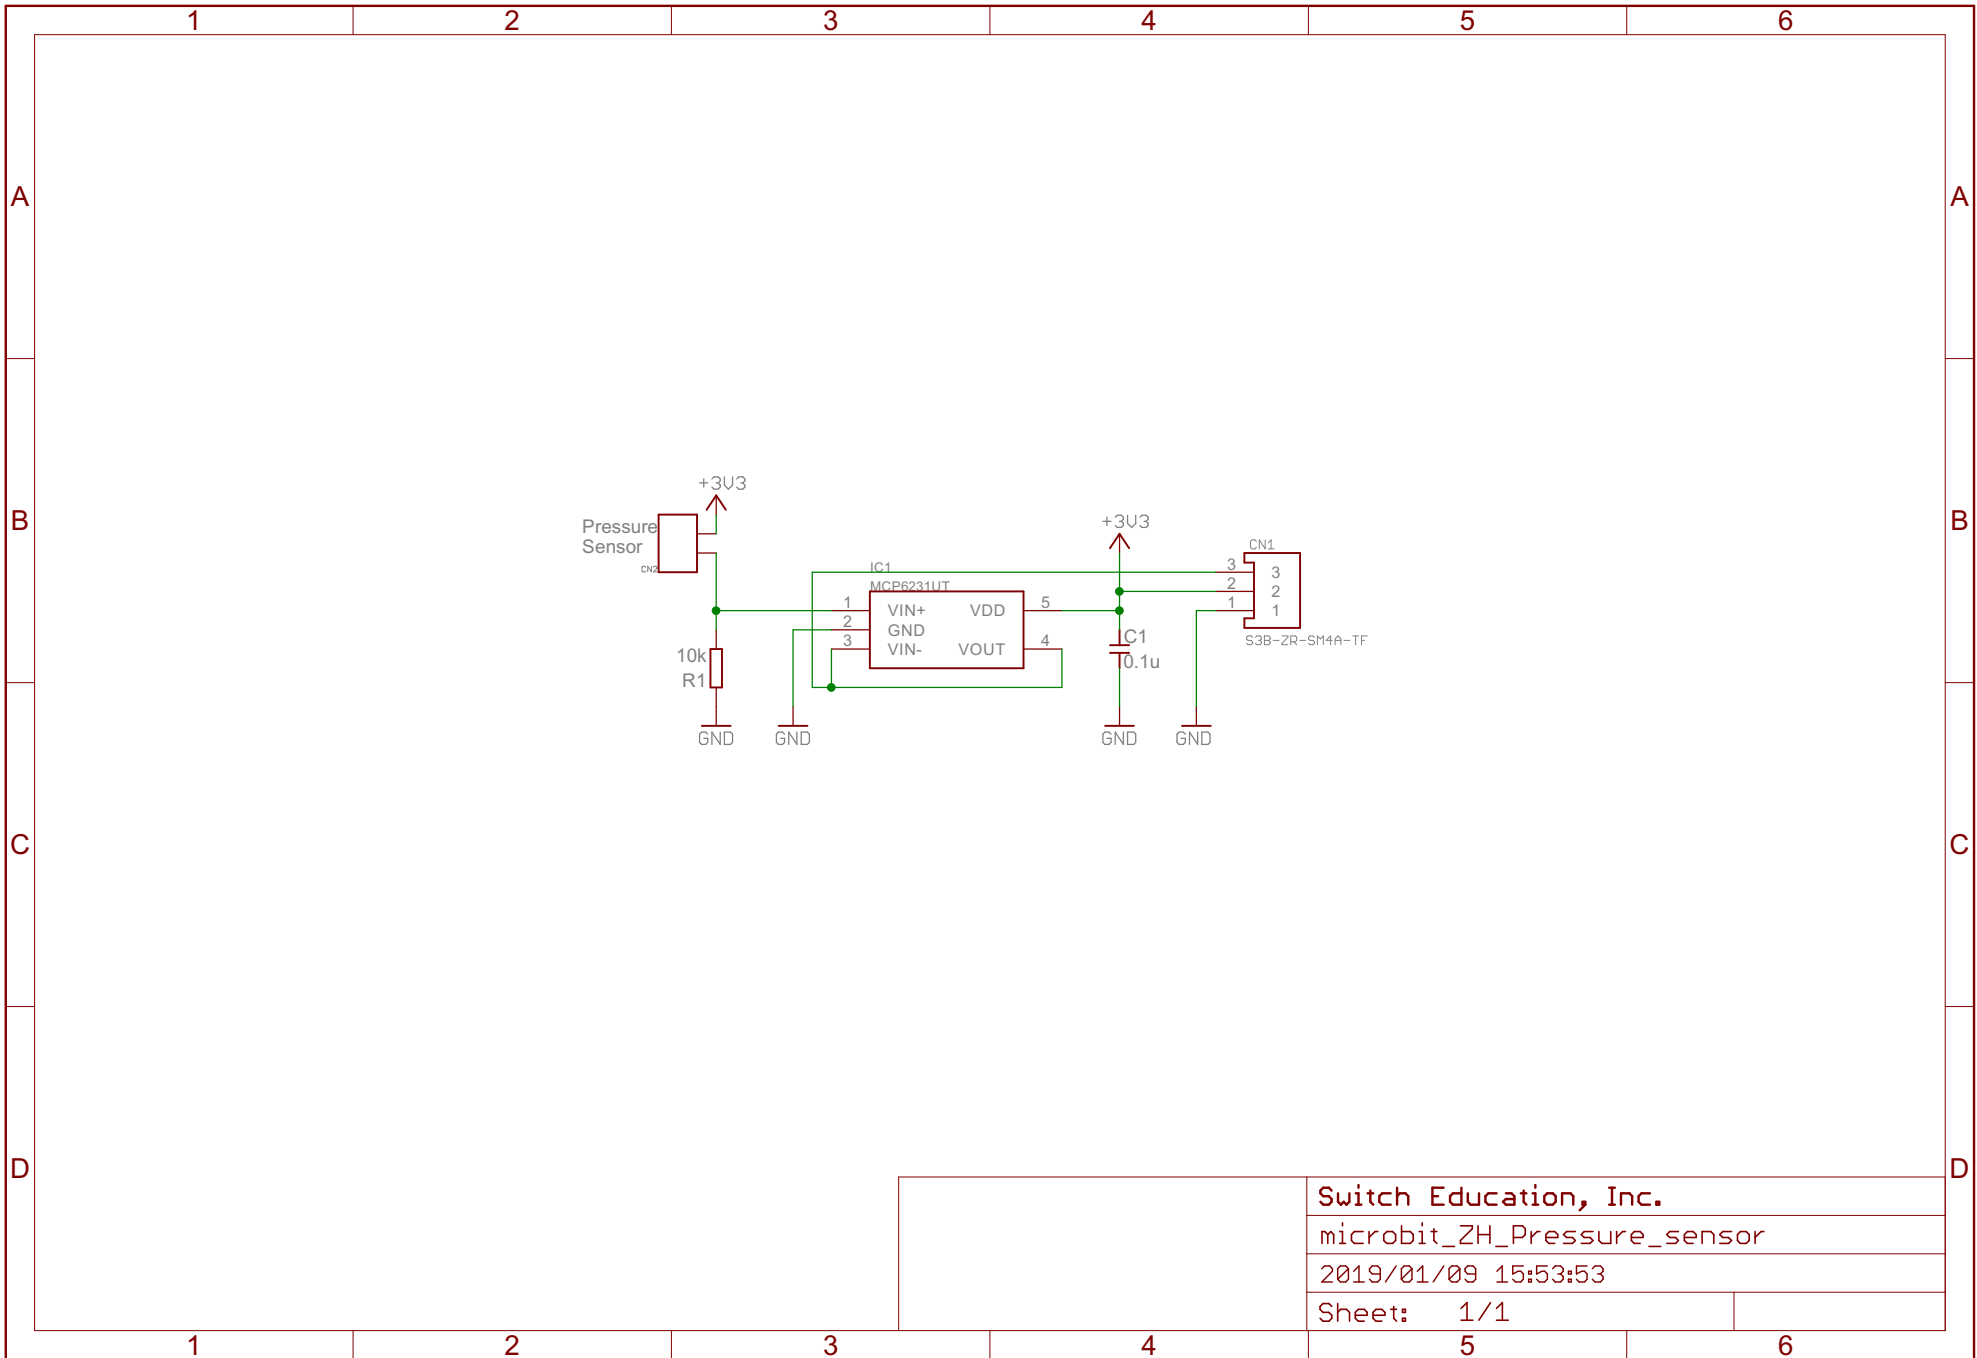 1 2 3 4 5 6
A A
+3V3
B B
Pressure
Sensor
CN2
+3V3
CN1
IC1
MCP6231UT
3 3
2 2
1 1
1 VIN+ VDD 5
2 GND
3 VIN- VOUT 4
S3B-ZR-SM4A-TF
C1
0.1u
10k
R1
GND GND GND GND
C C
D D
Switch Education, Inc.
microbit_ZH_Pressure_sensor
2019/01/09 15:53:53
Sheet: 1/1
1 2 3 4 5 6